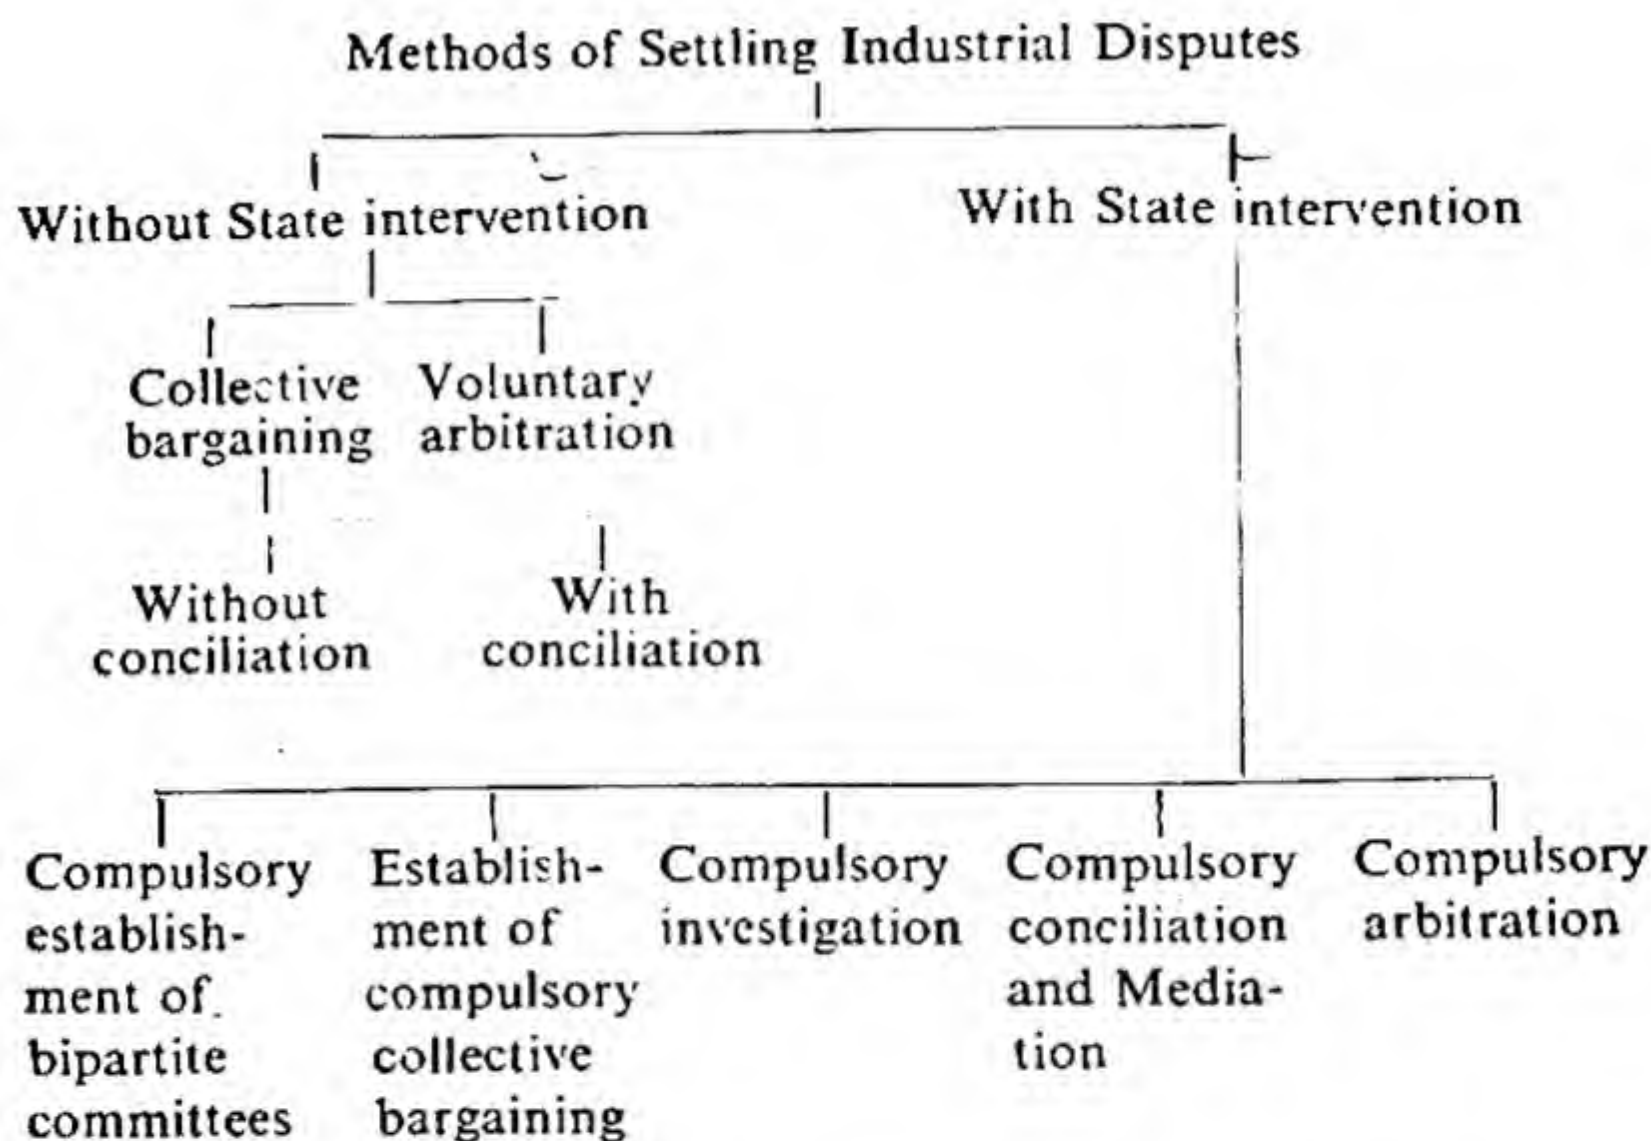 Methods of Settling Industrial Disputes
Without State intervention
With State intervention
Collective
bargaining
Voluntary
arbitration
Without
conciliation
With
conciliation
Compulsory
establish-
ment of
bipartite
committees
Establish-
ment of
compulsory
collective
bargaining
Compulsory
investigation
Compulsory
conciliation
and Media-
tion
Compulsory
arbitration